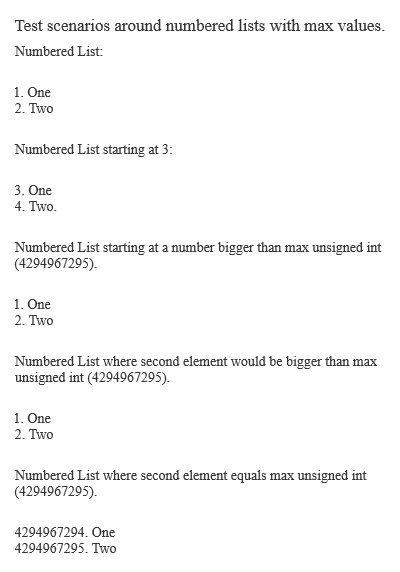 Test scenarios around numbered lists with max values.
Numbered List:
1. One
2. Two
Numbered List starting at 3:
3. One
4. Two.
Numbered List starting at a number bigger than max unsigned int
(4294967295).
1. One
2. Two
Numbered List where second element would be bigger than max
unsigned int (4294967295).
1. One
2. Two
Numbered List where second element equals max unsigned int
(4294967295).
4294967294. One
4294967295. Two